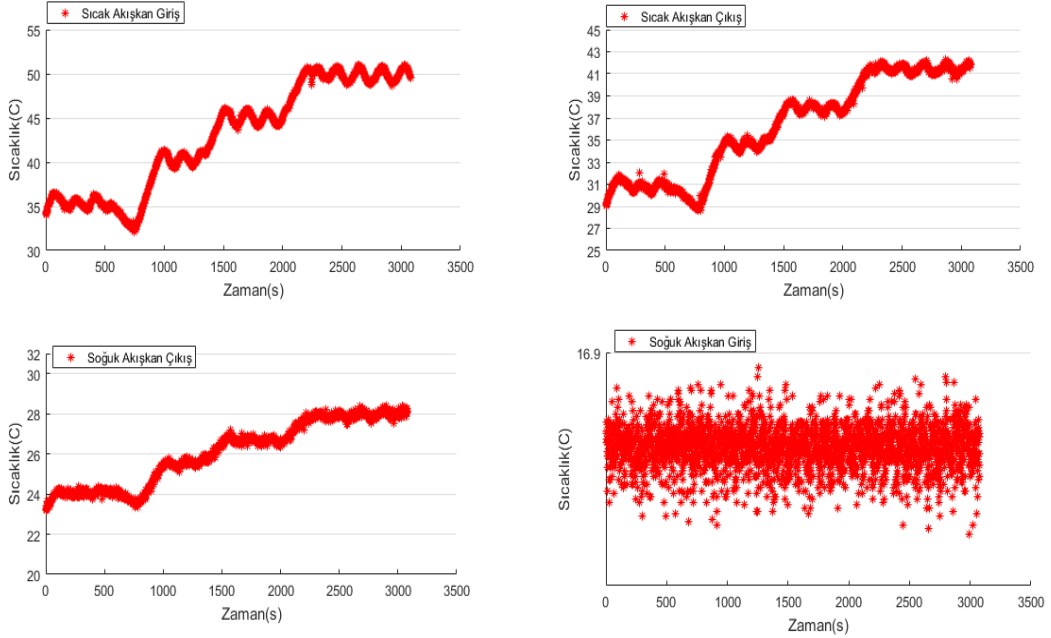 Sıcak Akışkan Giriş
55
50
45
40
35
30
Sıcaklık(C)
0 500 1000 1500 2000 2500 3000 3500
Zaman(s)
Sıcak Akışkan Çıkış
45
43
41
39
37
35
33
31
29
27
25
Sıcaklık(C)
0 500 1000 1500 2000 2500 3000 3500
Zaman(s)
Soğuk Akışkan Çıkış
32
30
28
26
24
22
20
Sıcaklık(C)
0 500 1000 1500 2000 2500 3000 3500
Zaman(s)
Soğuk Akışkan Giriş
16.9
Sıcaklık(C)
0 500 1000 1500 2000 2500 3000 3500
Zaman(s)